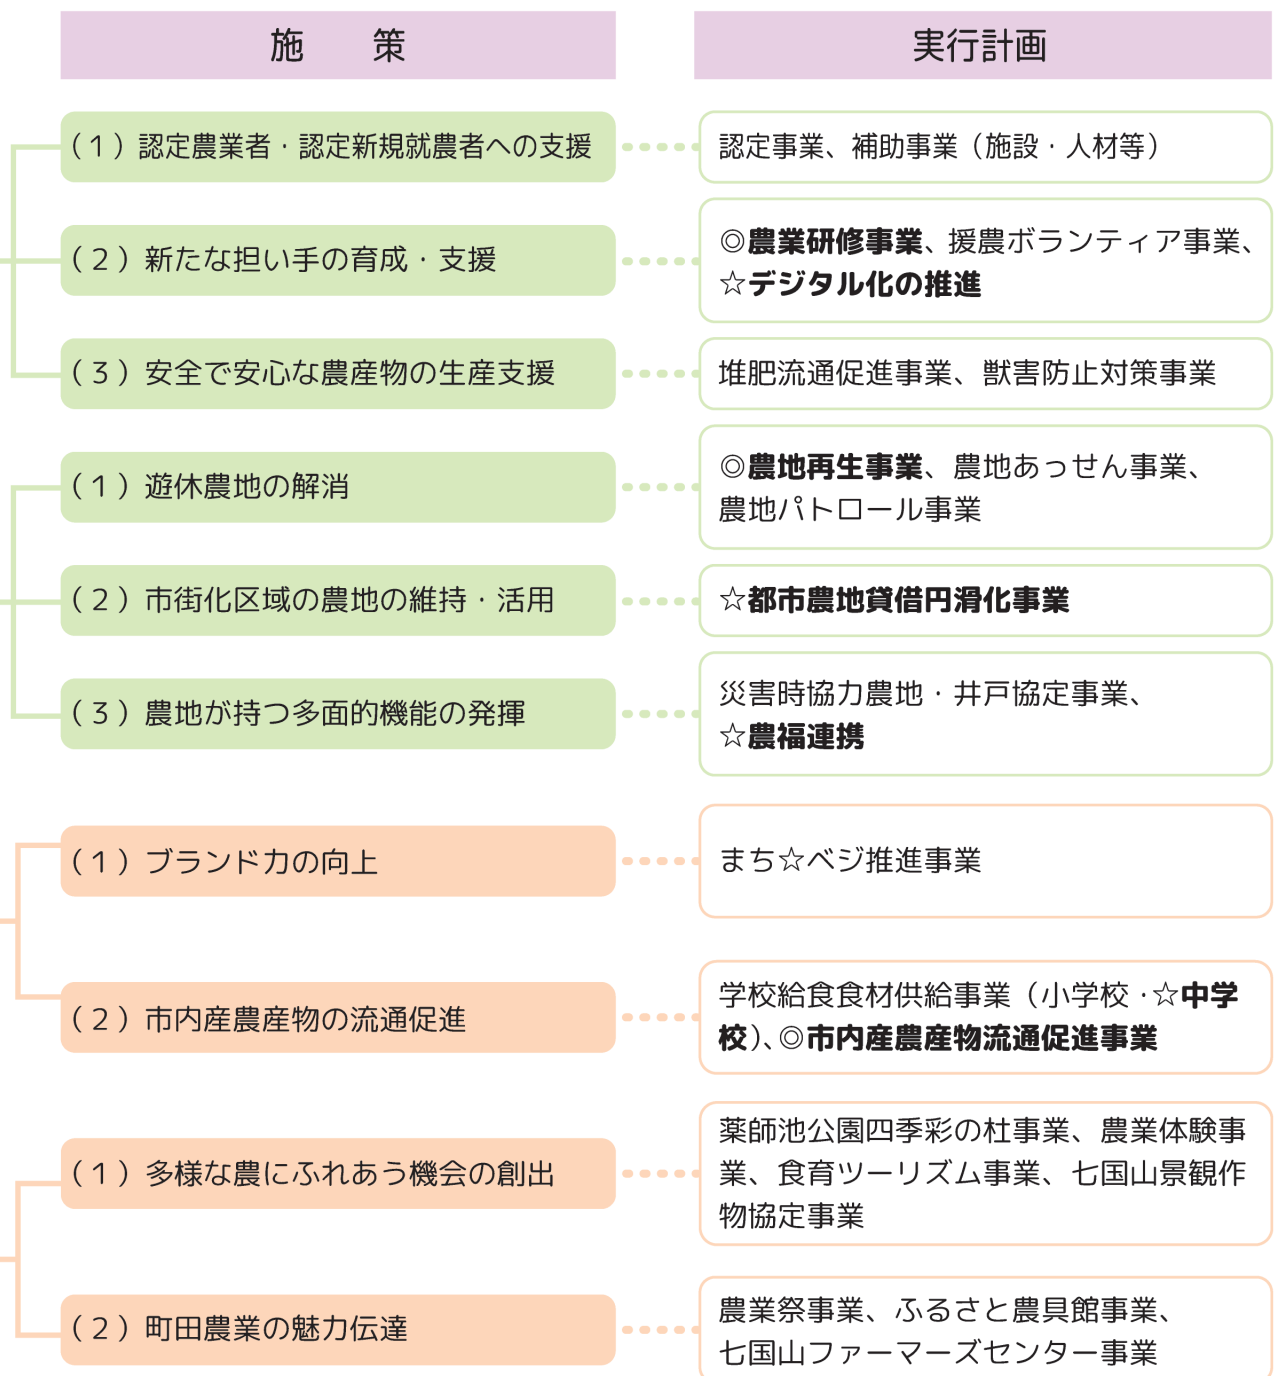 施　　策
実行計画
（１）認定農業者・認定新規就農者への支援
認定事業、補助事業（施設・人材等）
（２）新たな担い手の育成・支援
◎農業研修事業、援農ボランティア事業、
☆デジタル化の推進
（３）安全で安心な農産物の生産支援
堆肥流通促進事業、獣害防止対策事業
（１）遊休農地の解消
◎農地再生事業、農地あっせん事業、
農地パトロール事業
（２）市街化区域の農地の維持・活用
☆都市農地貸借円滑化事業
（３）農地が持つ多面的機能の発揮
災害時協力農地・井戸協定事業、
☆農福連携
（１）ブランド力の向上
まち☆ベジ推進事業
（２）市内産農産物の流通促進
学校給食食材供給事業（小学校・☆中学
校）、◎市内産農産物流通促進事業
（１）多様な農にふれあう機会の創出
薬師池公園四季彩の杜事業、農業体験事
業、食育ツーリズム事業、七国山景観作
物協定事業
（２）町田農業の魅力伝達
農業祭事業、ふるさと農具館事業、
七国山ファーマーズセンター事業